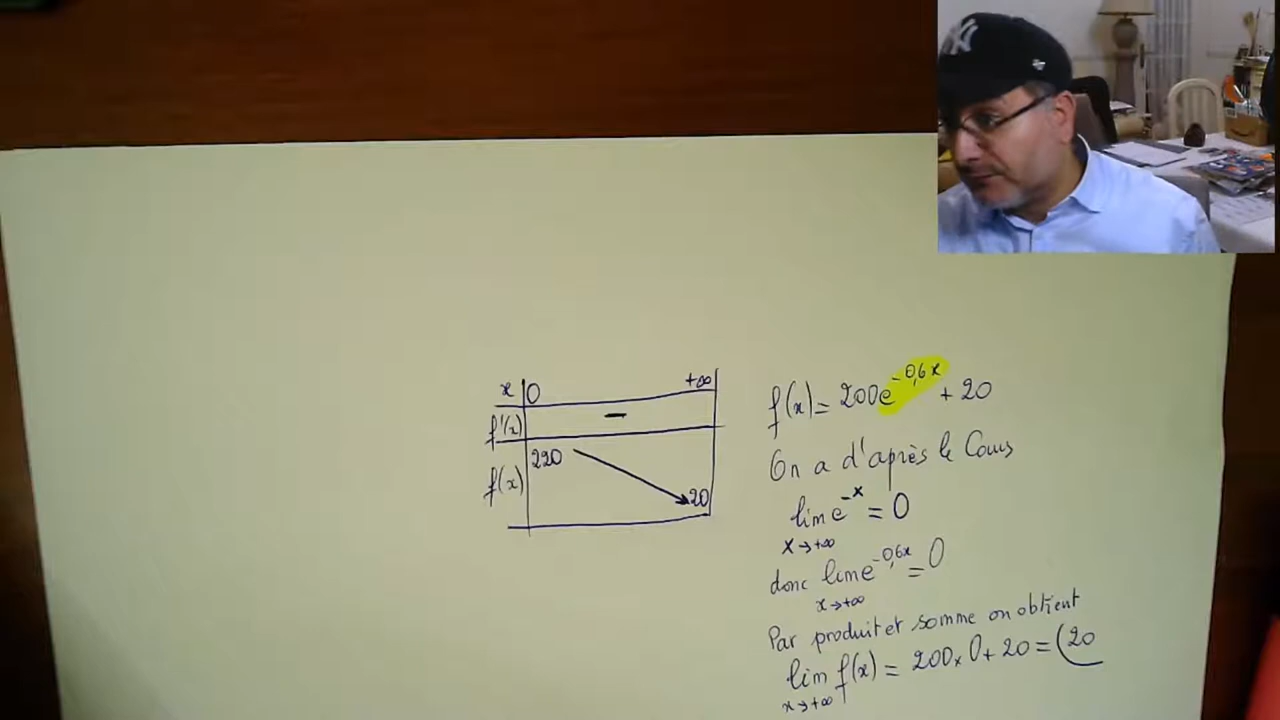 x 0 +∞
f'(x) −
f(x) 220 20
f(x) = 200e^{-0,6x} + 20
On a d'après le Cours
lim e^{-x} = 0
x→+∞
donc lim e^{-0,6x} = 0
x→+∞
Par produit et somme on obtient
lim f(x) = 200 × 0 + 20 = (20
x→+∞